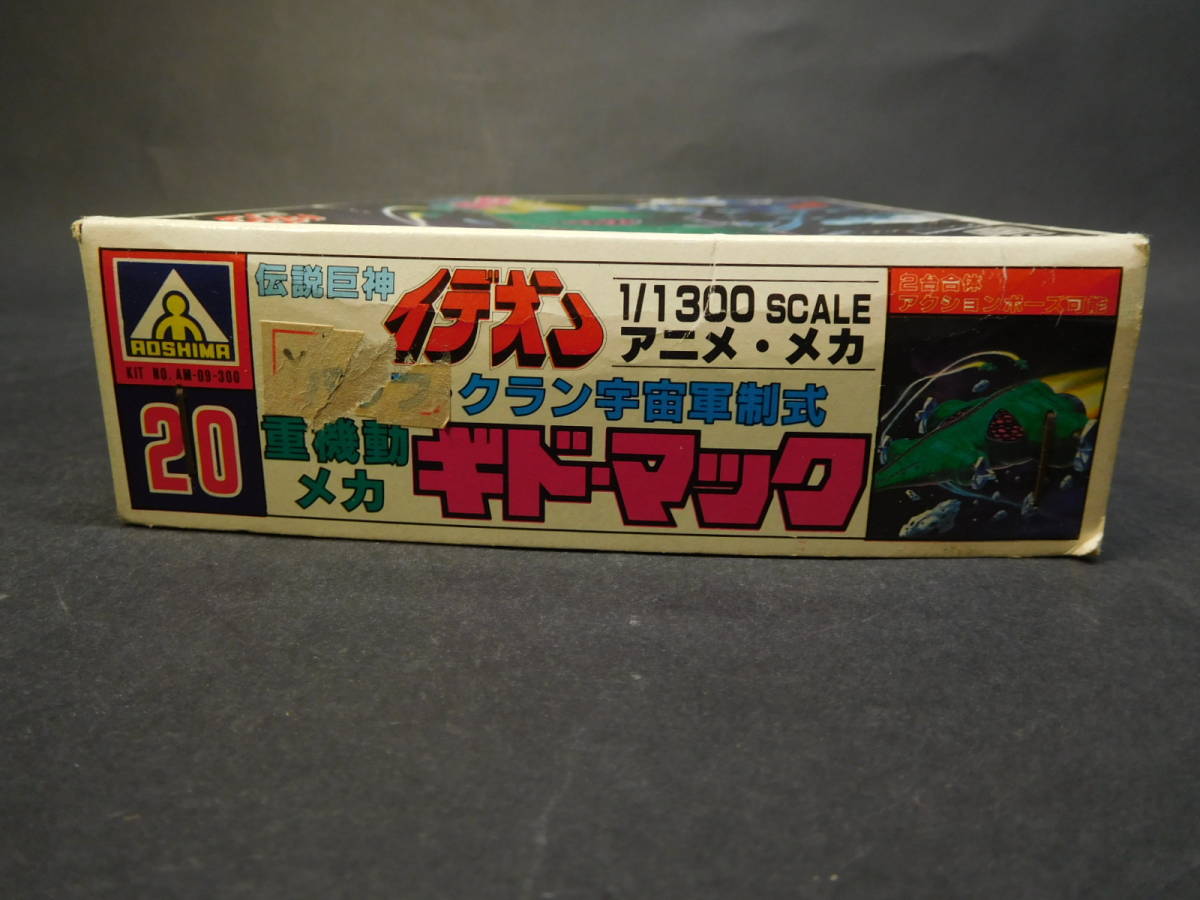 AOSHIMA
KIT NO. AM-09-300
20
伝説巨神
イデオン
1/1300 SCALE
アニメ・メカ
・クラン宇宙軍制式
重機動
メカ
ギド・マック
2台合体
アクションポーズ可能